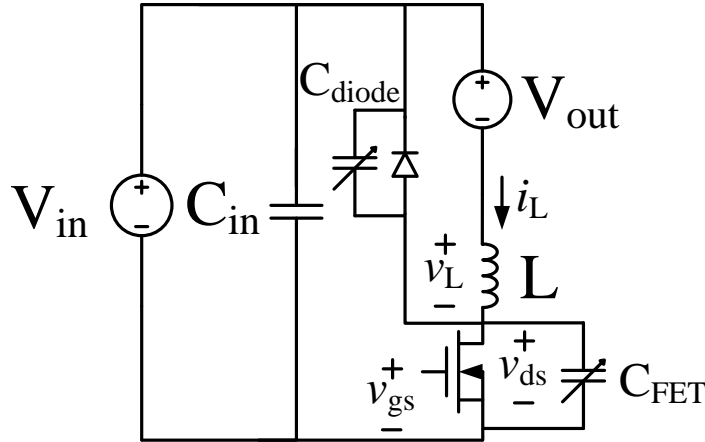 C_diode
+
−
V_out
+
−
V_in
C_in
i_L
+
v_L
−
L
+
v_gs
−
+
v_ds
−
C_FET